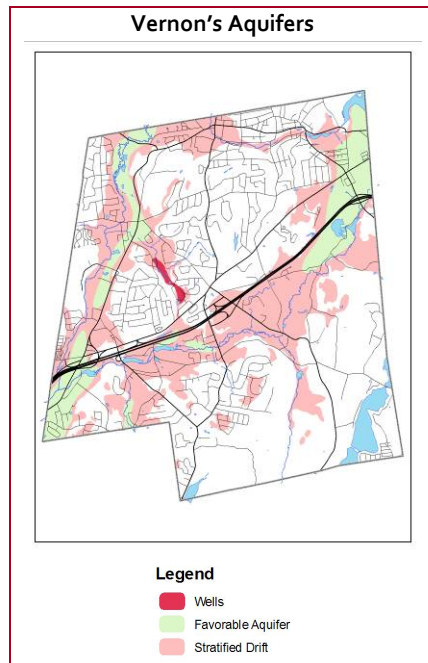 Vernon’s Aquifers
Legend
Wells
Favorable Aquifer
Stratified Drift